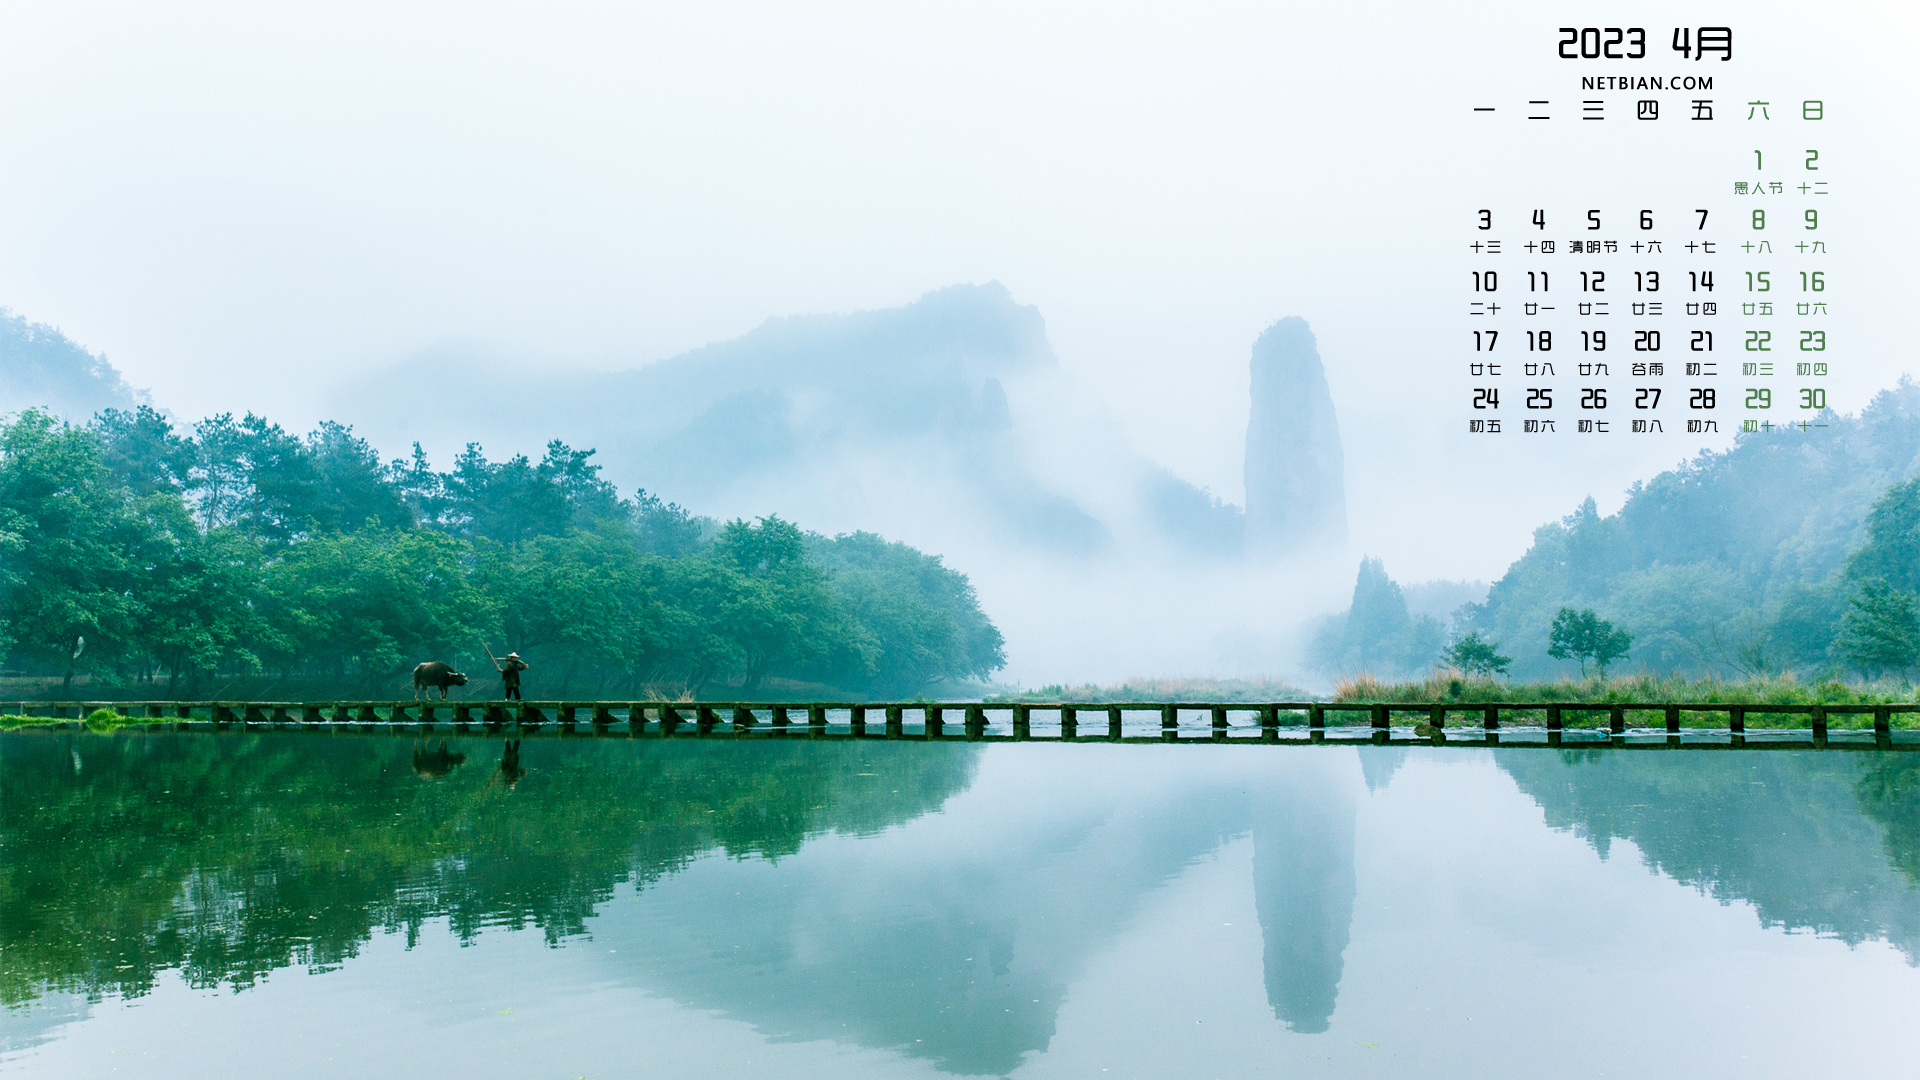 2023 4月
NETBIAN.COM
一 二 三 四 五 六 日
1 2
愚人节 十二
3 4 5 6 7 8 9
十三 十四 清明节 十六 十七 十八 十九
10 11 12 13 14 15 16
二十 廿一 廿二 廿三 廿四 廿五 廿六
17 18 19 20 21 22 23
廿七 廿八 廿九 谷雨 初二 初三 初四
24 25 26 27 28 29 30
初五 初六 初七 初八 初九 初十 十一